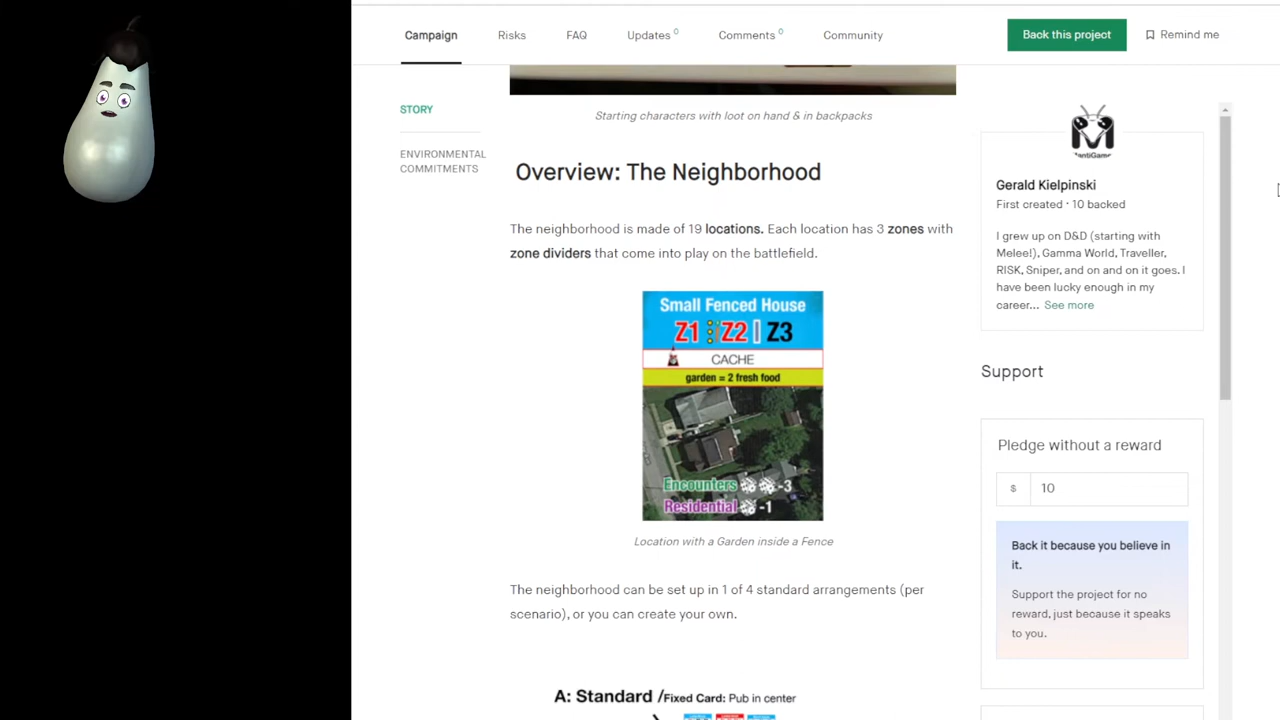 Campaign
Risks
FAQ
Updates 0
Comments 0
Community
Back this project
Remind me
STORY
ENVIRONMENTAL
COMMITMENTS
Starting characters with loot on hand & in backpacks
Overview: The Neighborhood
The neighborhood is made of 19 locations. Each location has 3 zones with
zone dividers that come into play on the battlefield.
Small Fenced House
Z1 Z2 Z3
CACHE
garden = 2 fresh food
Encounters -3
Residential -1
Location with a Garden inside a Fence
The neighborhood can be set up in 1 of 4 standard arrangements (per
scenario), or you can create your own.
A: Standard /Fixed Card: Pub in center
Gerald Kielpinski
First created · 10 backed
I grew up on D&D (starting with
Melee!), Gamma World, Traveller,
RISK, Sniper, and on and on it goes. I
have been lucky enough in my
career... See more
Support
Pledge without a reward
$ 10
Back it because you believe in
it.
Support the project for no
reward, just because it speaks
to you.